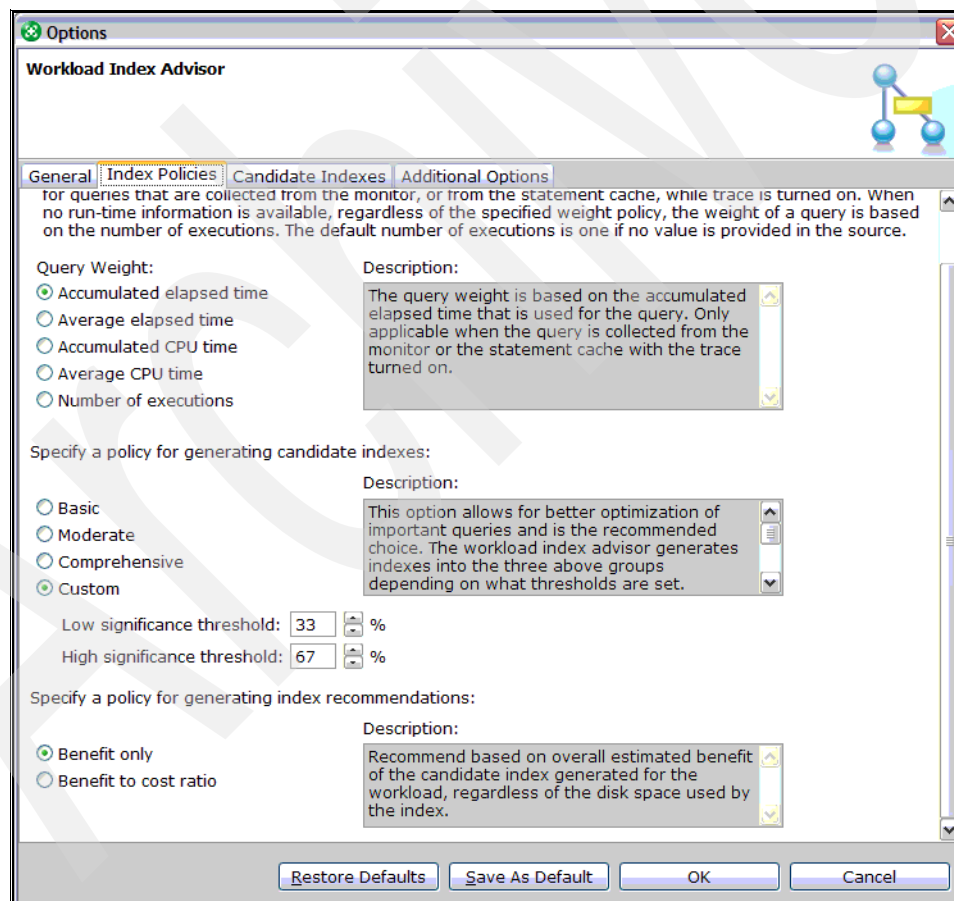 Options
Workload Index Advisor
General Index Policies Candidate Indexes Additional Options
for queries that are collected from the monitor, or from the statement cache, while trace is turned on. When
no run-time information is available, regardless of the specified weight policy, the weight of a query is based
on the number of executions. The default number of executions is one if no value is provided in the source.
Query Weight:
Accumulated elapsed time
Average elapsed time
Accumulated CPU time
Average CPU time
Number of executions
Description:
The query weight is based on the accumulated
elapsed time that is used for the query. Only
applicable when the query is collected from the
monitor or the statement cache with the trace
turned on.
Specify a policy for generating candidate indexes:
Basic
Moderate
Comprehensive
Custom
Description:
This option allows for better optimization of
important queries and is the recommended
choice. The workload index advisor generates
indexes into the three above groups
depending on what thresholds are set.
Low significance threshold: 33 %
High significance threshold: 67 %
Specify a policy for generating index recommendations:
Benefit only
Benefit to cost ratio
Description:
Recommend based on overall estimated benefit
of the candidate index generated for the
workload, regardless of the disk space used by
the index.
Restore Defaults Save As Default OK Cancel